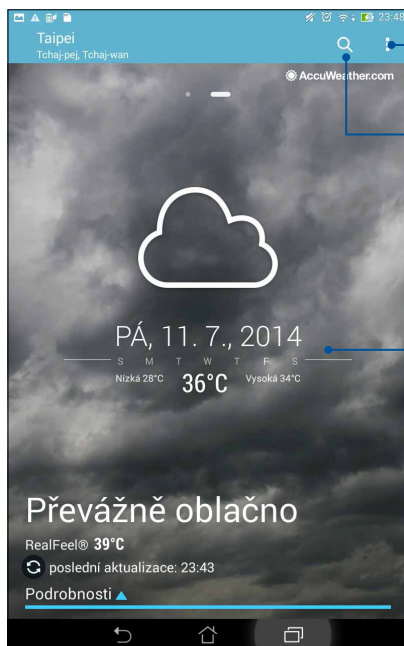 23:48
Taipei
Tchaj-pej, Tchaj-wan
AccuWeather.com
PÁ, 11. 7., 2014
S M T W T F S
Nízká 28°C 36°C Vysoká 34°C
Převážně oblačno
RealFeel® 39°C
poslední aktualizace: 23:43
Podrobnosti